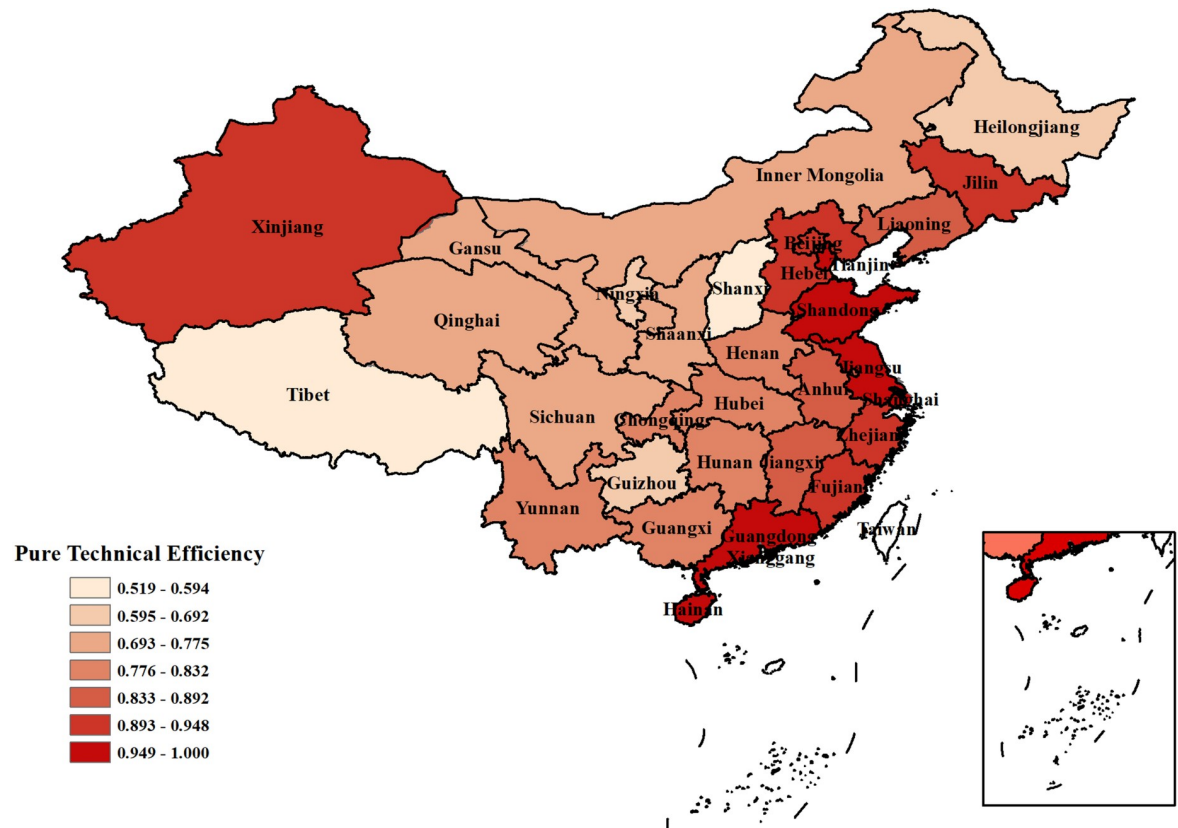 Heilongjiang
Inner Mongolia
Jilin
Xinjiang
Liaoning
Beijing
Gansu
Tianjin
Hebei
Ningxia
Shanxi
Shandong
Qinghai
Shaanxi
Henan
Jiangsu
Tibet
Anhui
Shanghai
Hubei
Sichuan
Chongqing
Zhejian
Hunan
Jiangxi
Guizhou
Fujian
Yunnan
Guangxi
Guangdong
Taiwan
Xianggang
Hainan
Pure Technical Efficiency
0.519 - 0.594
0.595 - 0.692
0.693 - 0.775
0.776 - 0.832
0.833 - 0.892
0.893 - 0.948
0.949 - 1.000